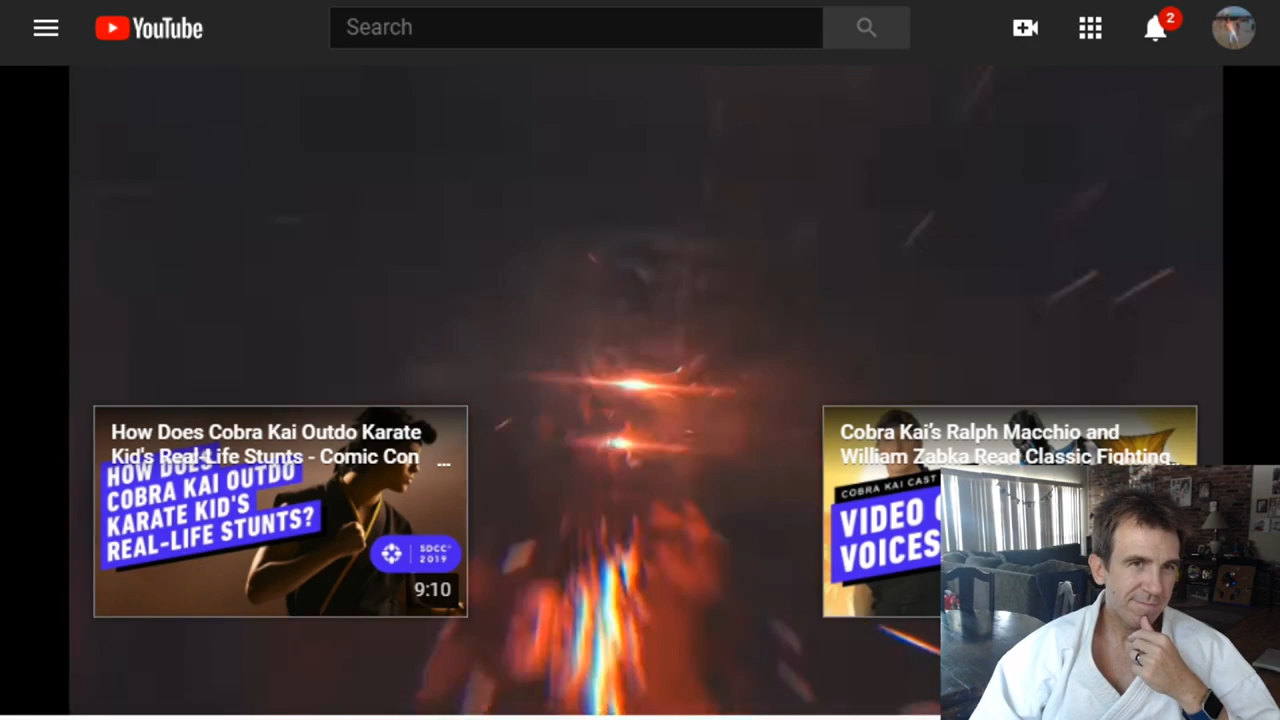 YouTube
Search
2
How Does Cobra Kai Outdo Karate
Kid's Real-Life Stunts - Comic Con ...
HOW DOES
COBRA KAI OUTDO
KARATE KID'S
REAL-LIFE STUNTS?
SDCC
2019
9:10
Cobra Kai's Ralph Macchio and
William Zabka Read Classic Fighting...
COBRA KAI CAST
VIDEO
VOICES